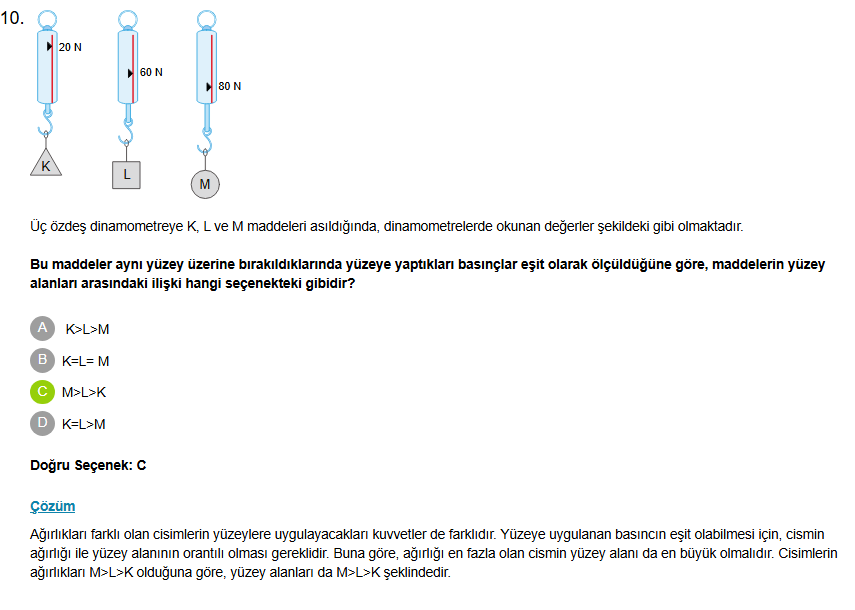 10.
20 N
60 N
80 N
K
L
M
Üç özdeş dinamometreye K, L ve M maddeleri asıldığında, dinamometrelerde okunan değerler şekildeki gibi olmaktadır.
Bu maddeler aynı yüzey üzerine bırakıldıklarında yüzeye yaptıkları basınçlar eşit olarak ölçüldüğüne göre, maddelerin yüzey
alanları arasındaki ilişki hangi seçenekteki gibidir?
A K>L>M
B K=L= M
C M>L>K
D K=L>M
Doğru Seçenek: C
Çözüm
Ağırlıkları farklı olan cisimlerin yüzeylere uygulayacakları kuvvetler de farklıdır. Yüzeye uygulanan basıncın eşit olabilmesi için, cismin
ağırlığı ile yüzey alanının orantılı olması gereklidir. Buna göre, ağırlığı en fazla olan cismin yüzey alanı da en büyük olmalıdır. Cisimlerin
ağırlıkları M>L>K olduğuna göre, yüzey alanları da M>L>K şeklindedir.